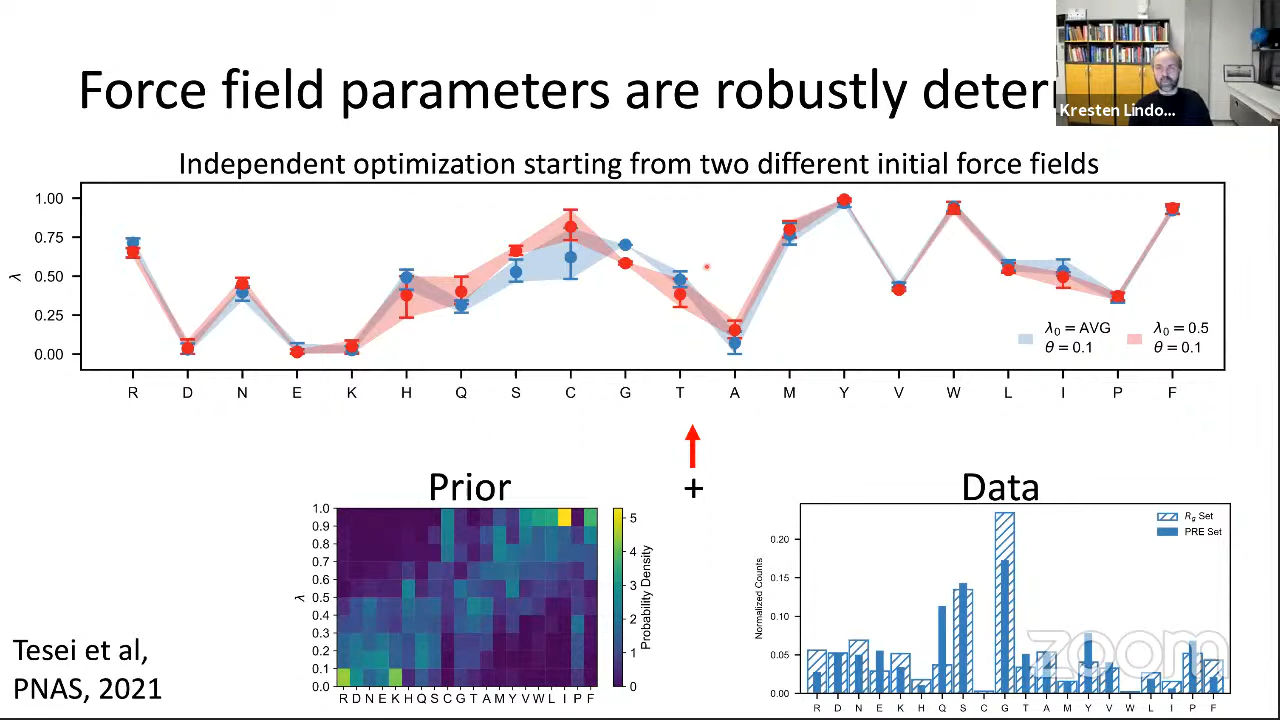 Force field parameters are robustly deter
Kresten Lindo...
Independent optimization starting from two different initial force fields
1.00
0.75
0.50
0.25
0.00
λ
λ₀ = AVG
θ = 0.1
λ₀ = 0.5
θ = 0.1
R D N E K H Q S C G T A M Y V W L I P F
Prior
+
Data
1.0
0.9
0.8
0.7
0.6
0.5
0.4
0.3
0.2
0.1
0.0
λ
R D N E K H Q S C G T A M Y V W L I P F
5
4
3
2
1
0
Probability Density
0.20
0.15
0.10
0.05
0.00
Normalized Counts
Rg Set
PRE Set
R D N E K H Q S C G T A M Y V W L I P F
zoom
Tesei et al,
PNAS, 2021